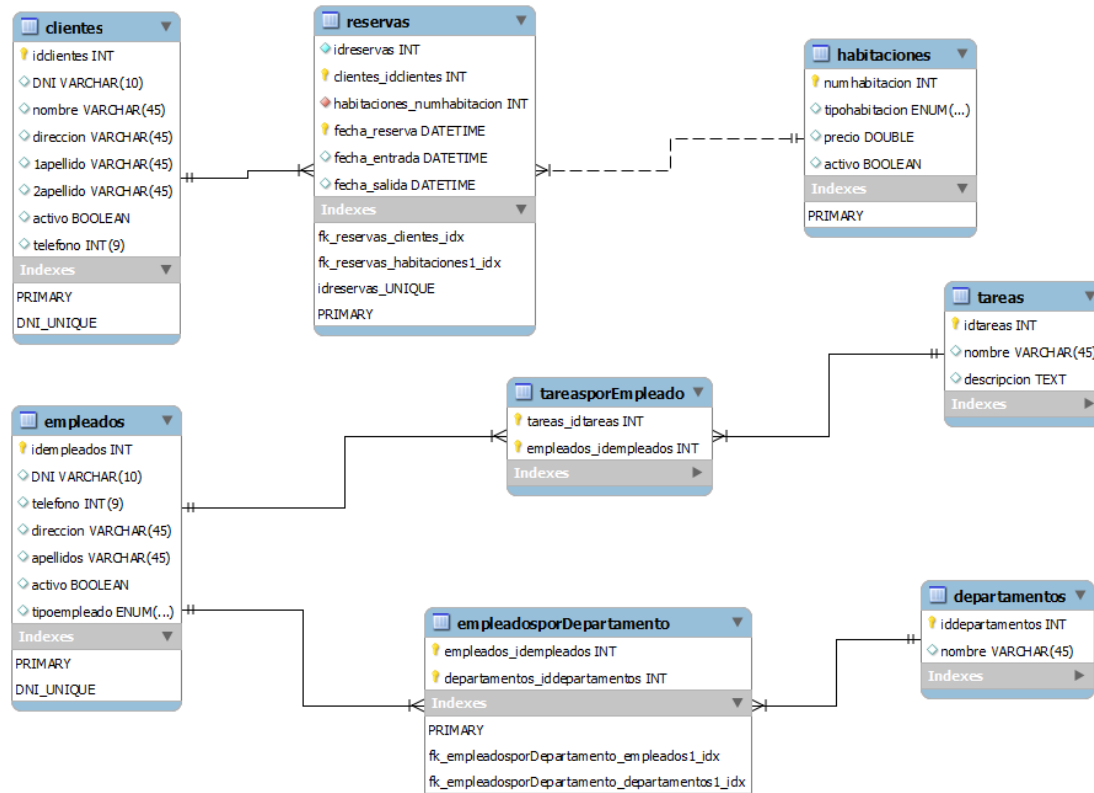 clientes
idclientes INT
DNI VARCHAR(10)
nombre VARCHAR(45)
direccion VARCHAR(45)
1apellido VARCHAR(45)
2apellido VARCHAR(45)
activo BOOLEAN
telefono INT(9)
Indexes
PRIMARY
DNI_UNIQUE
reservas
idreservas INT
clientes_idclientes INT
habitaciones_numhabitacion INT
fecha_reserva DATETIME
fecha_entrada DATETIME
fecha_salida DATETIME
Indexes
fk_reservas_clientes_idx
fk_reservas_habitaciones1_idx
idreservas_UNIQUE
PRIMARY
habitaciones
numhabitacion INT
tipohabitacion ENUM(...)
precio DOUBLE
activo BOOLEAN
Indexes
PRIMARY
tareas
idtareas INT
nombre VARCHAR(45)
descripcion TEXT
Indexes
tareasporEmpleado
tareas_idtareas INT
empleados_idempleados INT
Indexes
empleados
idempleados INT
DNI VARCHAR(10)
telefono INT(9)
direccion VARCHAR(45)
apellidos VARCHAR(45)
activo BOOLEAN
tipoempleado ENUM(...)
Indexes
PRIMARY
DNI_UNIQUE
empleadosporDepartamento
empleados_idempleados INT
departamentos_iddepartamentos INT
Indexes
PRIMARY
fk_empleadosporDepartamento_empleados1_idx
fk_empleadosporDepartamento_departamentos1_idx
departamentos
iddepartamentos INT
nombre VARCHAR(45)
Indexes